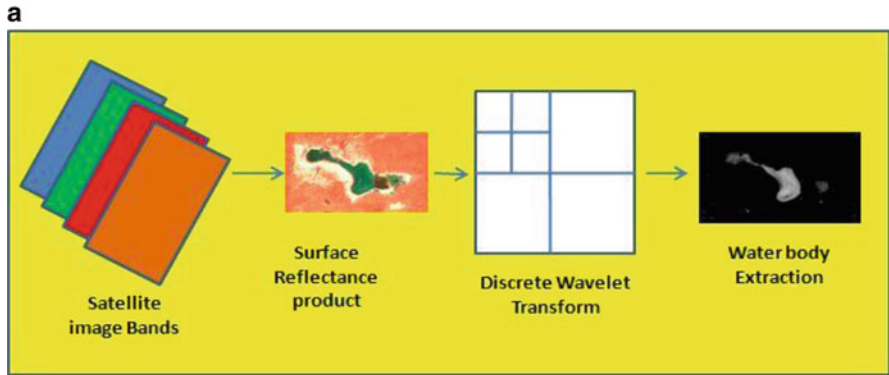 a
Satellite
image Bands
Surface
Reflectance
product
Discrete Wavelet
Transform
Water body
Extraction